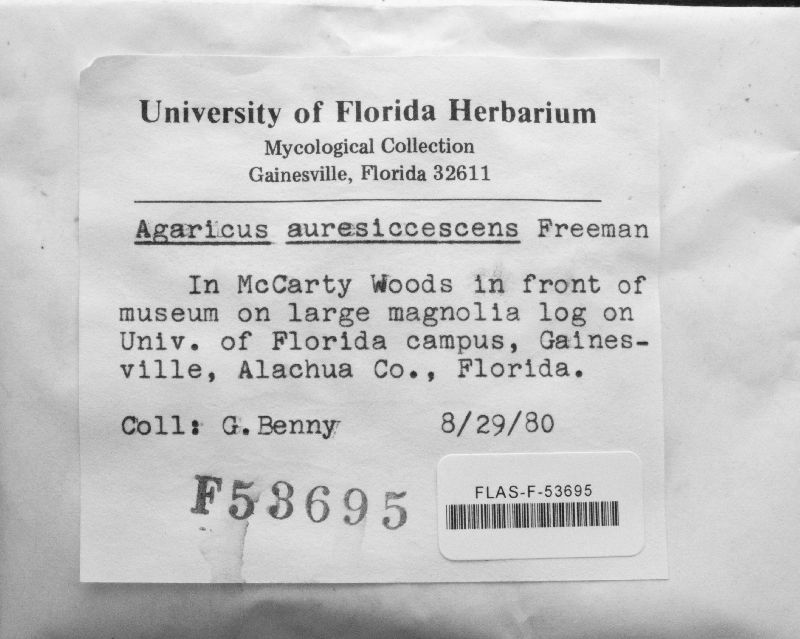 University of Florida Herbarium
Mycological Collection
Gainesville, Florida 32611
Agaricus auresiccescens Freeman
In McCarty Woods in front of
museum on large magnolia log on
Univ. of Florida campus, Gaines-
ville, Alachua Co., Florida.
Coll: G. Benny 8/29/80
F53695
FLAS-F-53695